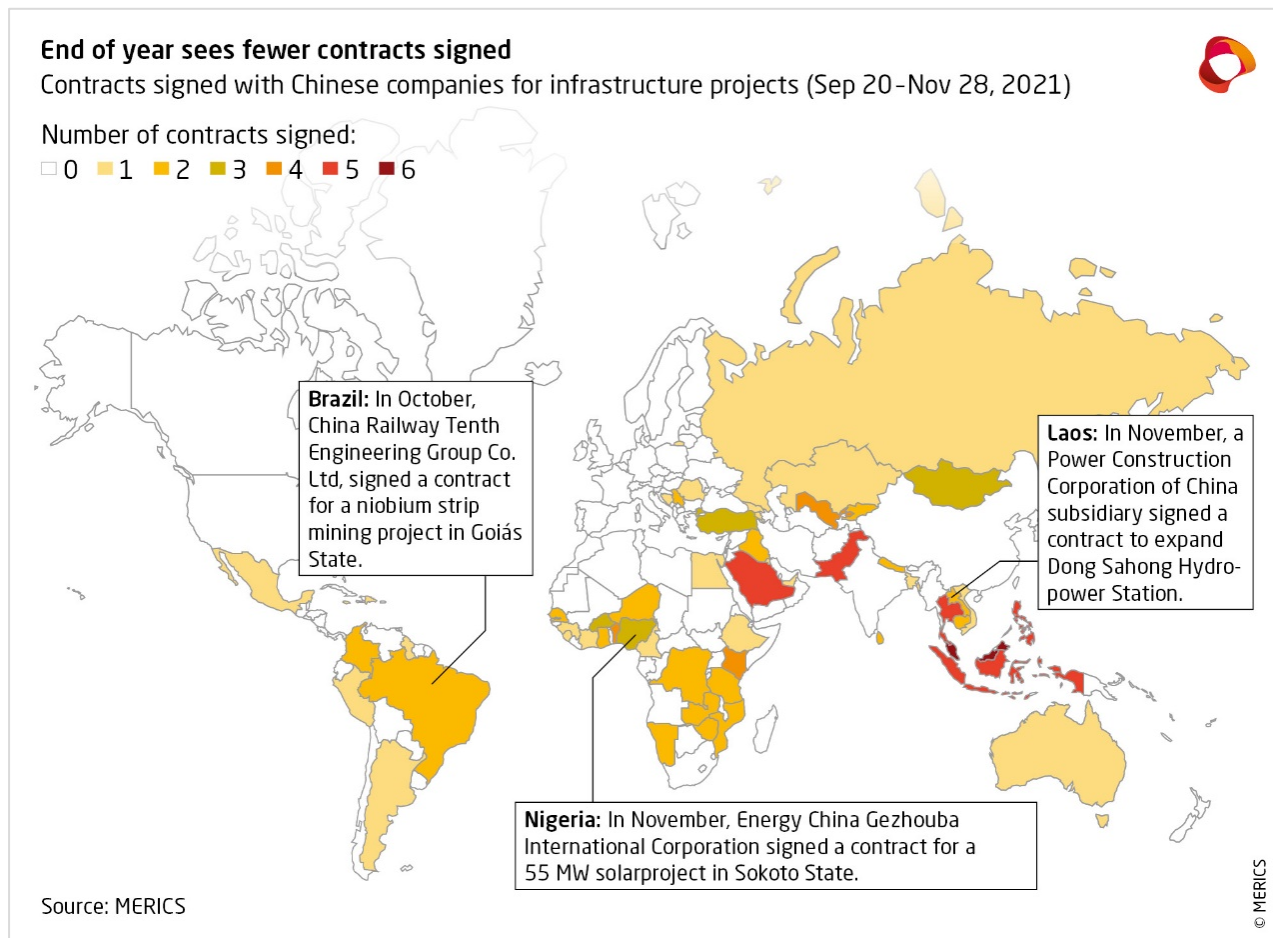 End of year sees fewer contracts signed
Contracts signed with Chinese companies for infrastructure projects (Sep 20–Nov 28, 2021)
Number of contracts signed:
0 1 2 3 4 5 6
Brazil: In October,
China Railway Tenth
Engineering Group Co.
Ltd, signed a contract
for a niobium strip
mining project in Goiás
State.
Laos: In November, a
Power Construction
Corporation of China
subsidiary signed a
contract to expand
Dong Sahong Hydro-
power Station.
Nigeria: In November, Energy China Gezhouba
International Corporation signed a contract for a
55 MW solarproject in Sokoto State.
Source: MERICS
© MERICS